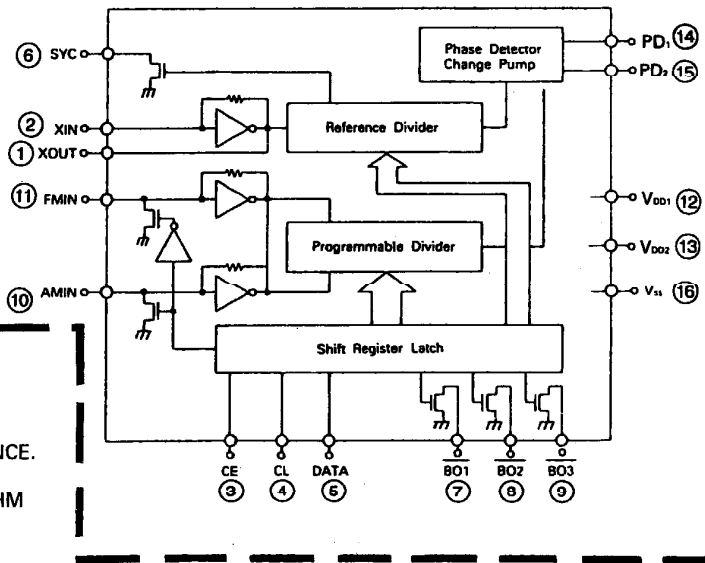 Phase Detector
Change Pump
PD₁ 14
PD₂ 15
6 SYC
2 XIN
1 XOUT
Reference Divider
11 FMIN
Programmable Divider
10 AMIN
V_DD1 12
V_DD2 13
V_SS 16
Shift Register Latch
CE
3
CL
4
DATA
5
BO1
7
BO2
8
BO3
9
NCE.
HM